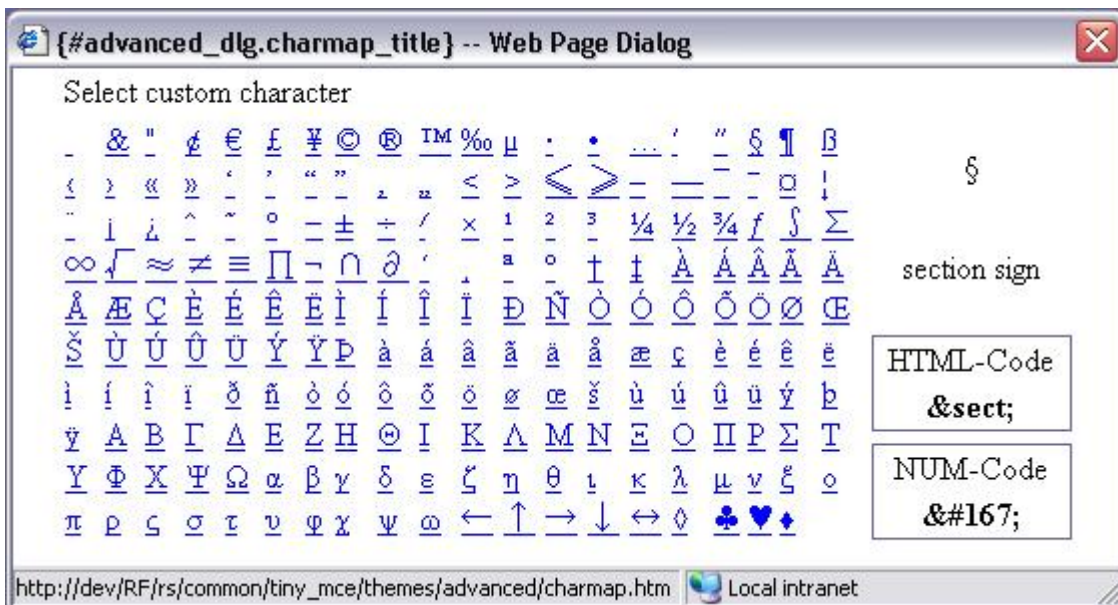 {#advanced_dlg.charmap_title} -- Web Page Dialog
Select custom character
& " ¢ € £ ¥ © ® ™ ‰ µ · • … ′ ″ § ¶ ß
‹ › « » ‘ ’ “ ” ‚ „ < > ≤ ≥ – — ¯ ‾ ¤ ¦
¨ ¡ ¿ ˆ ˜ ° − ± ÷ ⁄ × ¹ ² ³ ¼ ½ ¾ ƒ ∫ ∑
∞ √ ≈ ≠ ≡ ∏ ¬ ∩ ∂ ´ ¸ ª º † ‡ À Á Â Ã Ä
Å Æ Ç È É Ê Ë Ì Í Î Ï Ð Ñ Ò Ó Ô Õ Ö Ø Œ
Š Ù Ú Û Ü Ý Ÿ Þ à á â ã ä å æ ç è é ê ë
ì í î ï ð ñ ò ó ô õ ö ø œ š ù ú û ü ý þ
ÿ Α Β Γ Δ Ε Ζ Η Θ Ι Κ Λ Μ Ν Ξ Ο Π Ρ Σ Τ
Υ Φ Χ Ψ Ω α β γ δ ε ζ η θ ι κ λ μ ν ξ ο
π ρ ς σ τ υ φ χ ψ ω ← ↑ → ↓ ↔ ◊ ♣ ♥ ♦
§
section sign
HTML-Code
&sect;
NUM-Code
&#167;
http://dev/RF/rs/common/tiny_mce/themes/advanced/charmap.htm
Local intranet